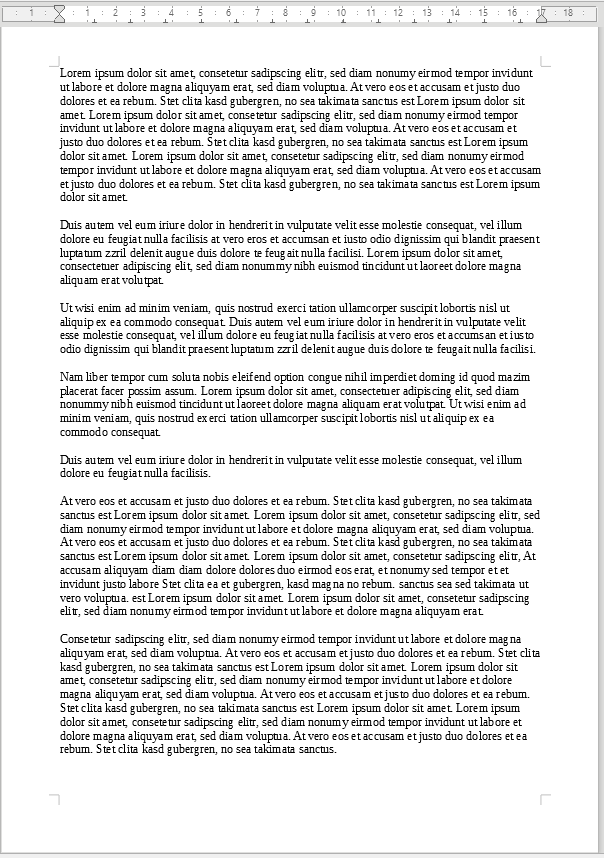 1 1 2 3 4 5 6 7 8 9 10 11 12 13 14 15 16 17 18
Lorem ipsum dolor sit amet, consetetur sadipscing elitr, sed diam nonumy eirmod tempor invidunt
ut labore et dolore magna aliquyam erat, sed diam voluptua. At vero eos et accusam et justo duo
dolores et ea rebum. Stet clita kasd gubergren, no sea takimata sanctus est Lorem ipsum dolor sit
amet. Lorem ipsum dolor sit amet, consetetur sadipscing elitr, sed diam nonumy eirmod tempor
invidunt ut labore et dolore magna aliquyam erat, sed diam voluptua. At vero eos et accusam et
justo duo dolores et ea rebum. Stet clita kasd gubergren, no sea takimata sanctus est Lorem ipsum
dolor sit amet. Lorem ipsum dolor sit amet, consetetur sadipscing elitr, sed diam nonumy eirmod
tempor invidunt ut labore et dolore magna aliquyam erat, sed diam voluptua. At vero eos et accusam
et justo duo dolores et ea rebum. Stet clita kasd gubergren, no sea takimata sanctus est Lorem ipsum
dolor sit amet.
Duis autem vel eum iriure dolor in hendrerit in vulputate velit esse molestie consequat, vel illum
dolore eu feugiat nulla facilisis at vero eros et accumsan et iusto odio dignissim qui blandit praesent
luptatum zzril delenit augue duis dolore te feugait nulla facilisi. Lorem ipsum dolor sit amet,
consectetuer adipiscing elit, sed diam nonummy nibh euismod tincidunt ut laoreet dolore magna
aliquam erat volutpat.
Ut wisi enim ad minim veniam, quis nostrud exerci tation ullamcorper suscipit lobortis nisl ut
aliquip ex ea commodo consequat. Duis autem vel eum iriure dolor in hendrerit in vulputate velit
esse molestie consequat, vel illum dolore eu feugiat nulla facilisis at vero eros et accumsan et iusto
odio dignissim qui blandit praesent luptatum zzril delenit augue duis dolore te feugait nulla facilisi.
Nam liber tempor cum soluta nobis eleifend option congue nihil imperdiet doming id quod mazim
placerat facer possim assum. Lorem ipsum dolor sit amet, consectetuer adipiscing elit, sed diam
nonummy nibh euismod tincidunt ut laoreet dolore magna aliquam erat volutpat. Ut wisi enim ad
minim veniam, quis nostrud exerci tation ullamcorper suscipit lobortis nisl ut aliquip ex ea
commodo consequat.
Duis autem vel eum iriure dolor in hendrerit in vulputate velit esse molestie consequat, vel illum
dolore eu feugiat nulla facilisis.
At vero eos et accusam et justo duo dolores et ea rebum. Stet clita kasd gubergren, no sea takimata
sanctus est Lorem ipsum dolor sit amet. Lorem ipsum dolor sit amet, consetetur sadipscing elitr, sed
diam nonumy eirmod tempor invidunt ut labore et dolore magna aliquyam erat, sed diam voluptua.
At vero eos et accusam et justo duo dolores et ea rebum. Stet clita kasd gubergren, no sea takimata
sanctus est Lorem ipsum dolor sit amet. Lorem ipsum dolor sit amet, consetetur sadipscing elitr, At
accusam aliquyam diam diam dolore dolores duo eirmod eos erat, et nonumy sed tempor et et
invidunt justo labore Stet clita ea et gubergren, kasd magna no rebum. sanctus sea sed takimata ut
vero voluptua. est Lorem ipsum dolor sit amet. Lorem ipsum dolor sit amet, consetetur sadipscing
elitr, sed diam nonumy eirmod tempor invidunt ut labore et dolore magna aliquyam erat.
Consetetur sadipscing elitr, sed diam nonumy eirmod tempor invidunt ut labore et dolore magna
aliquyam erat, sed diam voluptua. At vero eos et accusam et justo duo dolores et ea rebum. Stet clita
kasd gubergren, no sea takimata sanctus est Lorem ipsum dolor sit amet. Lorem ipsum dolor sit
amet, consetetur sadipscing elitr, sed diam nonumy eirmod tempor invidunt ut labore et dolore
magna aliquyam erat, sed diam voluptua. At vero eos et accusam et justo duo dolores et ea rebum.
Stet clita kasd gubergren, no sea takimata sanctus est Lorem ipsum dolor sit amet. Lorem ipsum
dolor sit amet, consetetur sadipscing elitr, sed diam nonumy eirmod tempor invidunt ut labore et
dolore magna aliquyam erat, sed diam voluptua. At vero eos et accusam et justo duo dolores et ea
rebum. Stet clita kasd gubergren, no sea takimata sanctus.